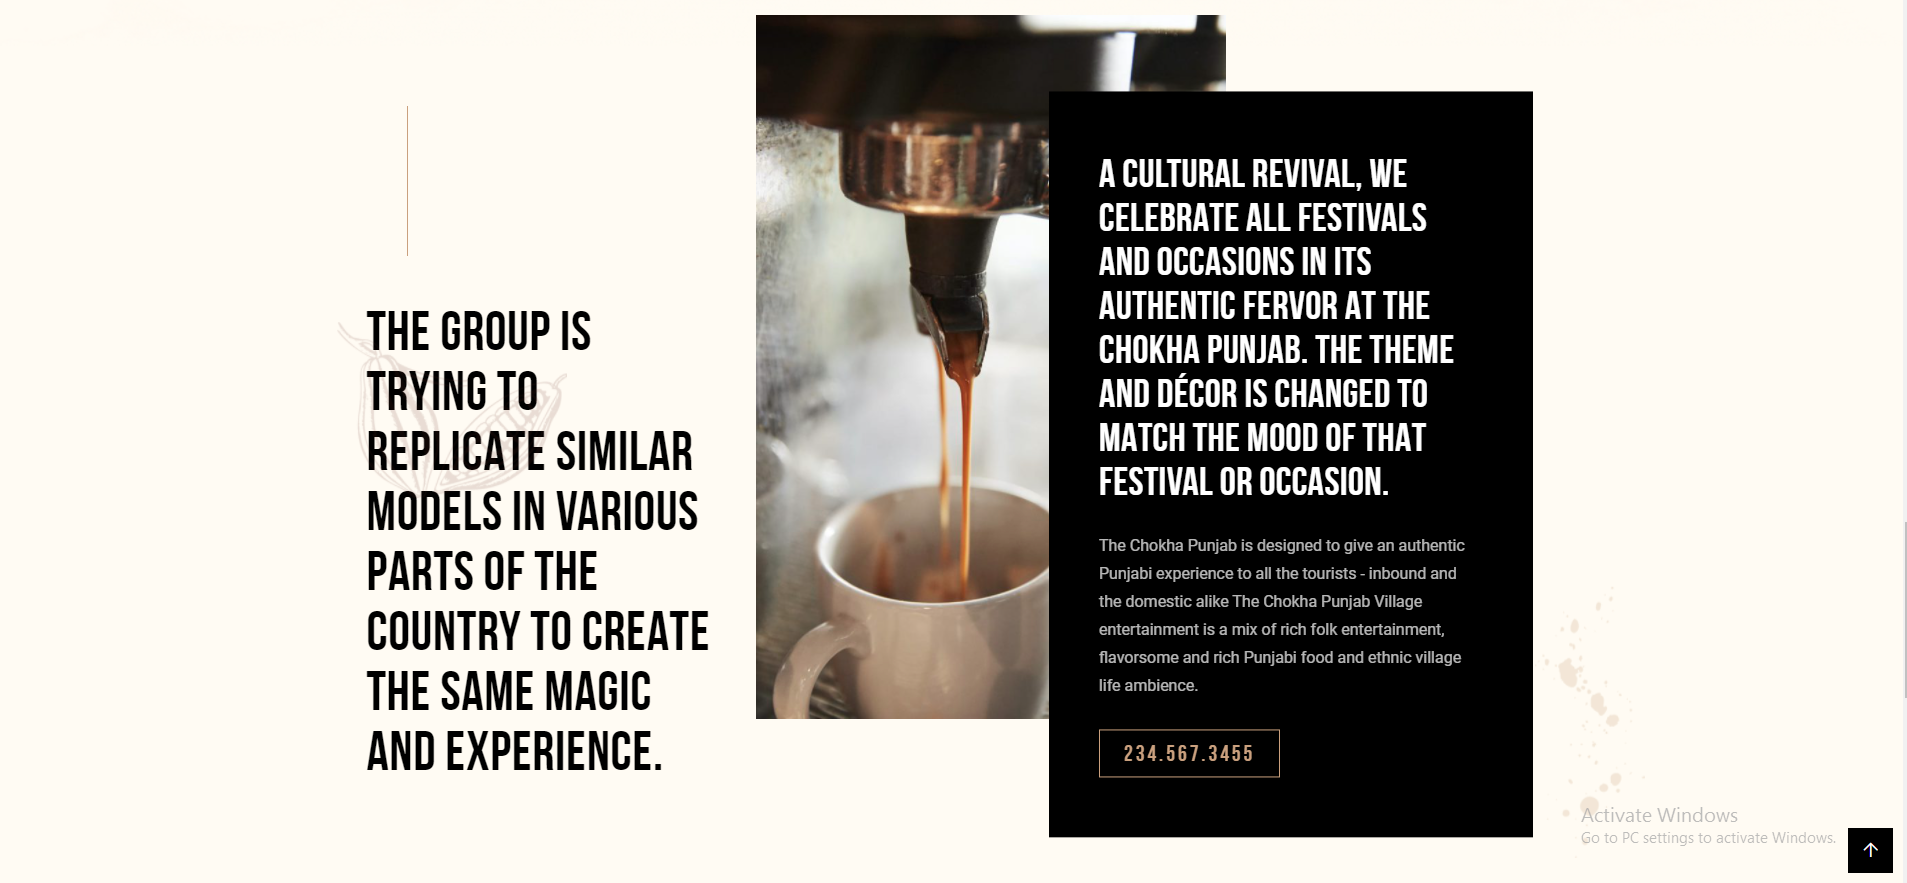 THE GROUP IS
TRYING TO
REPLICATE SIMILAR
MODELS IN VARIOUS
PARTS OF THE
COUNTRY TO CREATE
THE SAME MAGIC
AND EXPERIENCE.
A CULTURAL REVIVAL, WE
CELEBRATE ALL FESTIVALS
AND OCCASIONS IN ITS
AUTHENTIC FERVOR AT THE
CHOKHA PUNJAB. THE THEME
AND DÉCOR IS CHANGED TO
MATCH THE MOOD OF THAT
FESTIVAL OR OCCASION.
The Chokha Punjab is designed to give an authentic
Punjabi experience to all the tourists - inbound and
the domestic alike The Chokha Punjab Village
entertainment is a mix of rich folk entertainment,
flavorsome and rich Punjabi food and ethnic village
life ambience.
234.567.3455
Activate Windows
Go to PC settings to activate Windows.